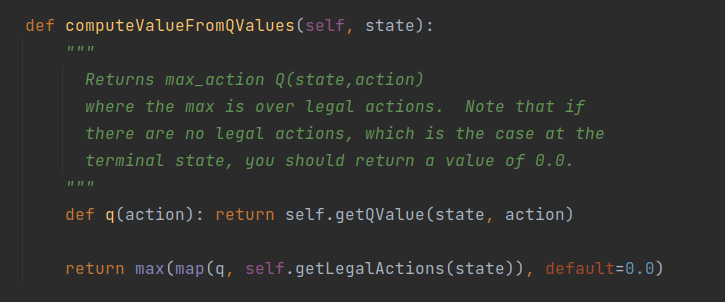 def computeValueFromQValues(self, state):
    """
      Returns max_action Q(state,action)
      where the max is over legal actions.  Note that if
      there are no legal actions, which is the case at the
      terminal state, you should return a value of 0.0.
    """
    def q(action): return self.getQValue(state, action)

    return max(map(q, self.getLegalActions(state)), default=0.0)